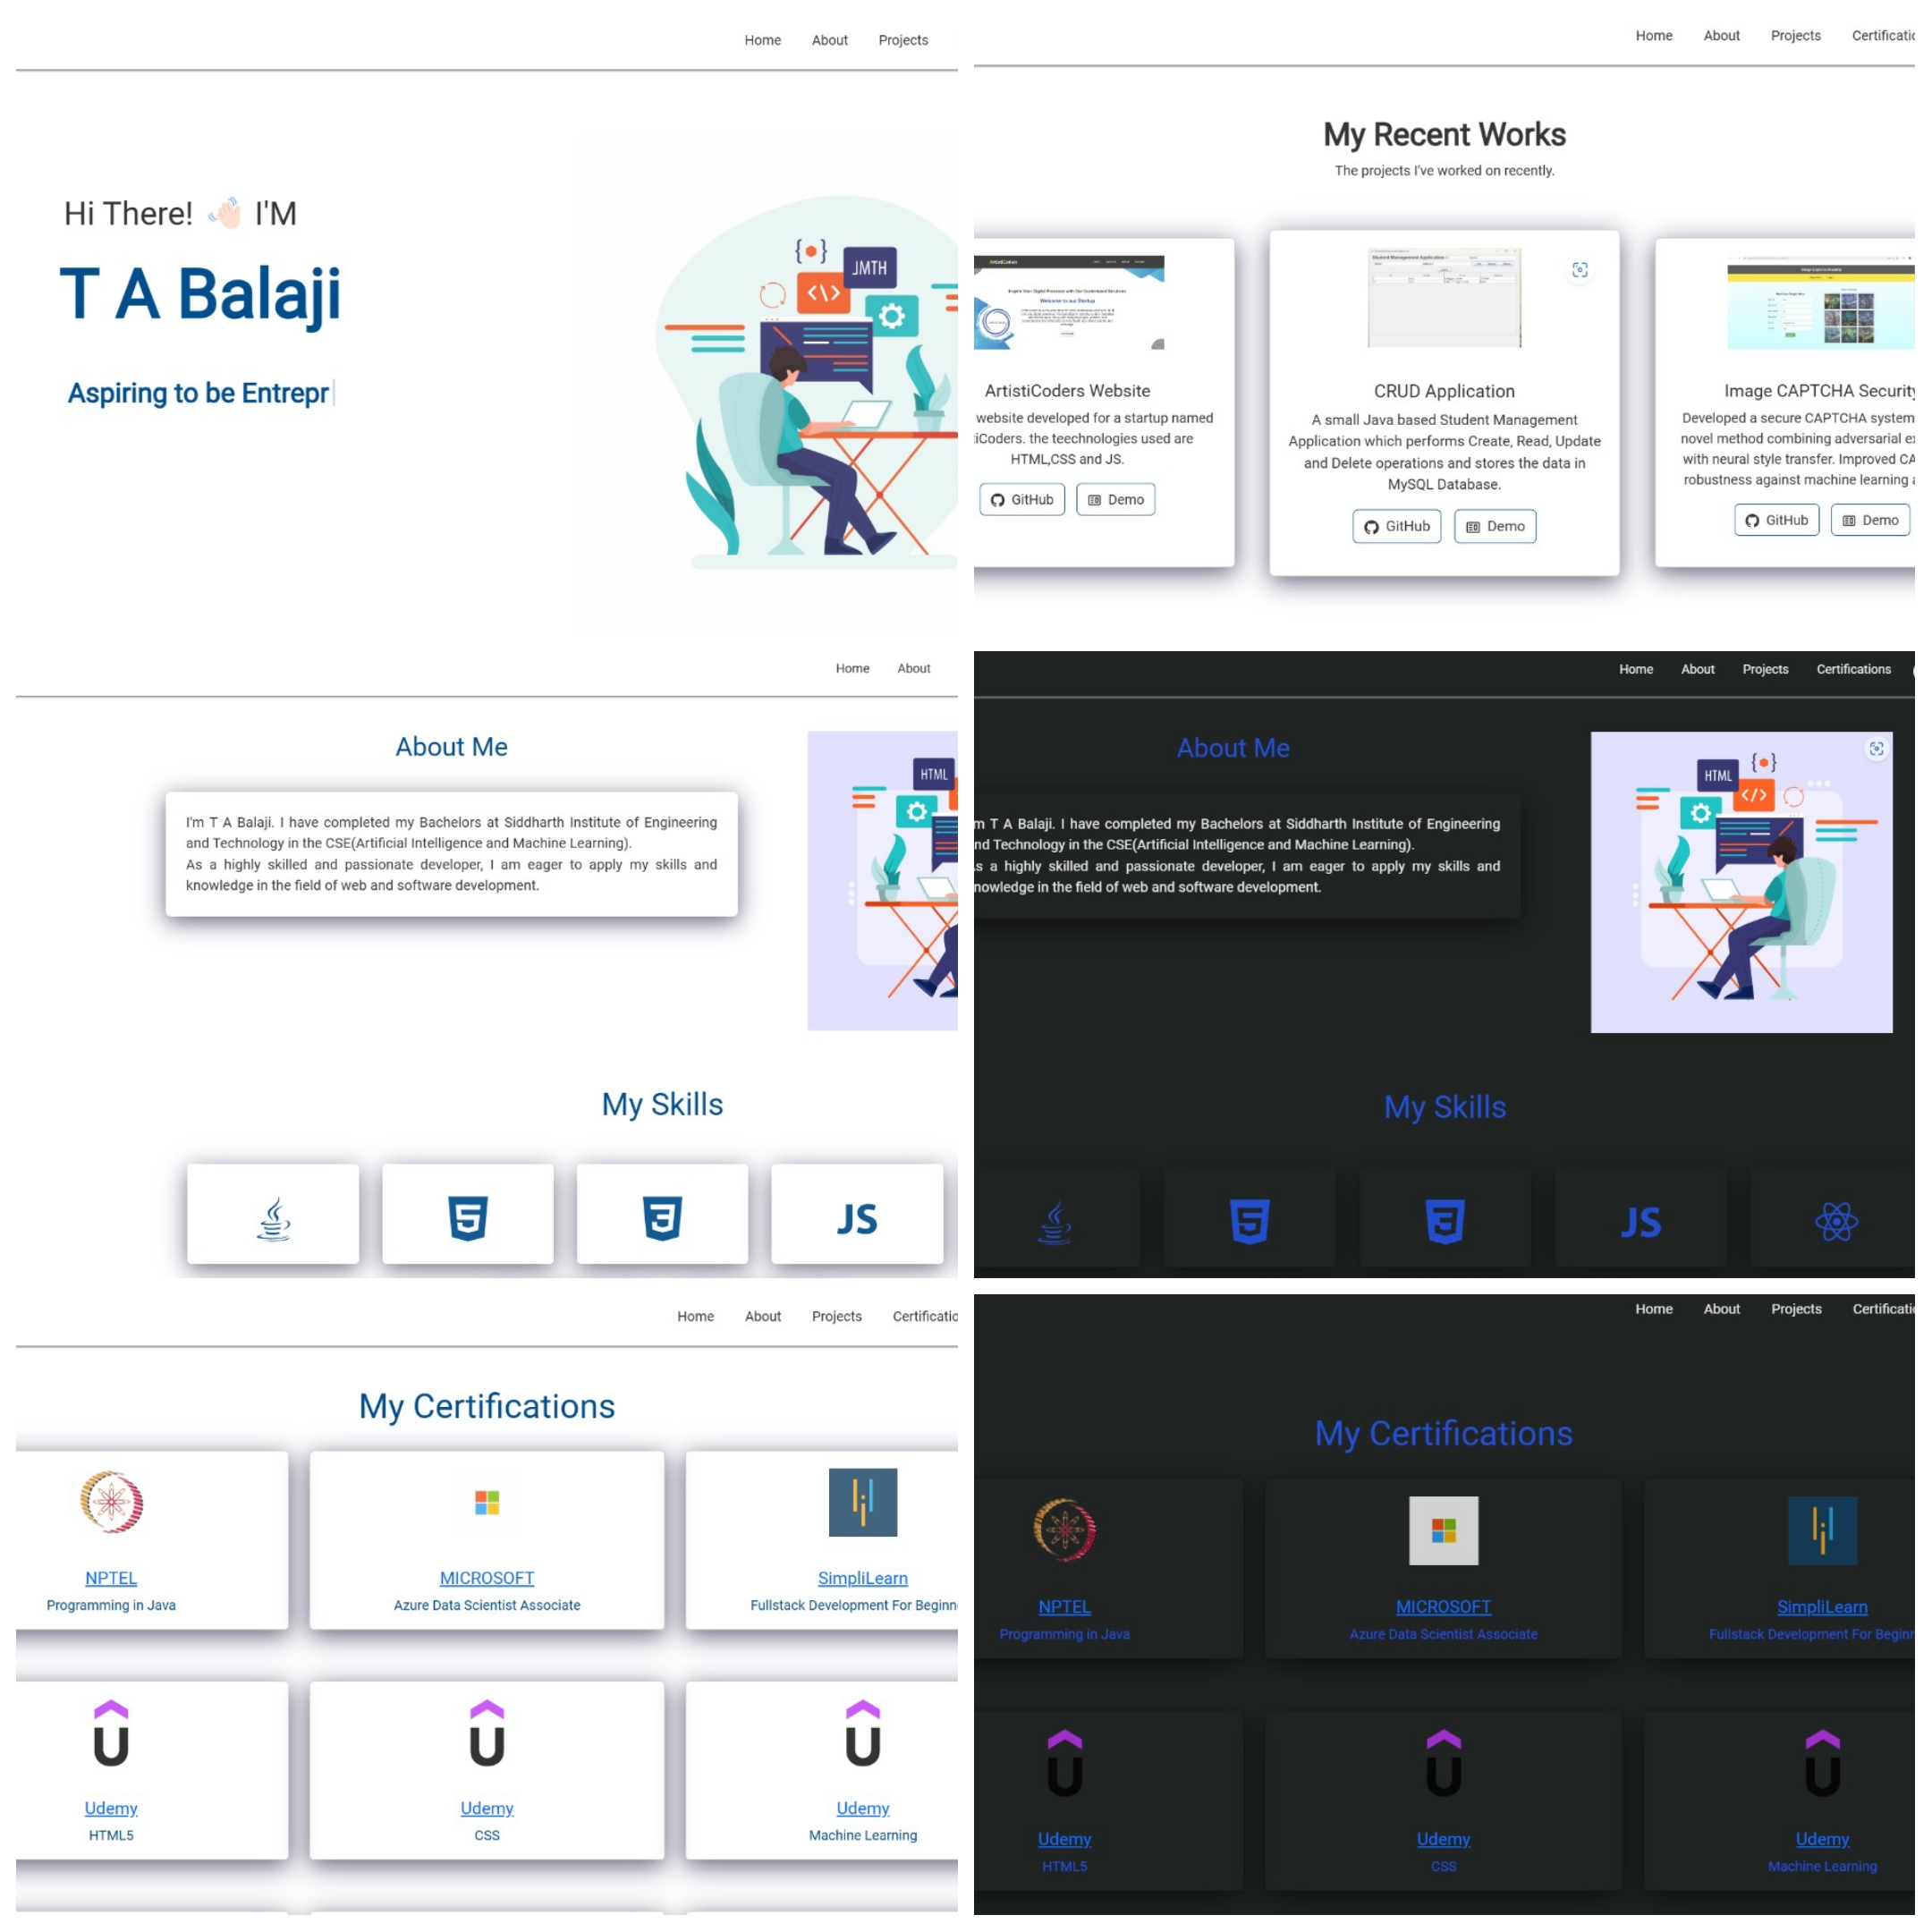 Home About Projects
Hi There! 👋 I'M
T A Balaji
Aspiring to be Entrepr
JMTH
</>
Home About Projects Certificatio
My Recent Works
The projects I've worked on recently.
ArtistiCoders Website
website developed for a startup named
iCoders. the teechnologies used are
HTML,CSS and JS.
GitHub Demo
Student Management Application
CRUD Application
A small Java based Student Management
Application which performs Create, Read, Update
and Delete operations and stores the data in
MySQL Database.
GitHub Demo
Image CAPTCHA Security
Developed a secure CAPTCHA system
novel method combining adversarial e
with neural style transfer. Improved CA
robustness against machine learning
GitHub Demo
Home About
About Me
I'm T A Balaji. I have completed my Bachelors at Siddharth Institute of Engineering
and Technology in the CSE(Artificial Intelligence and Machine Learning).
As a highly skilled and passionate developer, I am eager to apply my skills and
knowledge in the field of web and software development.
HTML
My Skills
JS
Home About Projects Certifications
About Me
m T A Balaji. I have completed my Bachelors at Siddharth Institute of Engineering
nd Technology in the CSE(Artificial Intelligence and Machine Learning).
s a highly skilled and passionate developer, I am eager to apply my skills and
nowledge in the field of web and software development.
HTML
</>
My Skills
JS
Home About Projects Certificatio
My Certifications
NPTEL
Programming in Java
MICROSOFT
Azure Data Scientist Associate
SimpliLearn
Fullstack Development For Beginn
Udemy
HTML5
Udemy
CSS
Udemy
Machine Learning
Home About Projects Certificati
My Certifications
NPTEL
Programming in Java
MICROSOFT
Azure Data Scientist Associate
SimpliLearn
Fullstack Development For Beginn
Udemy
HTML5
Udemy
CSS
Udemy
Machine Learning